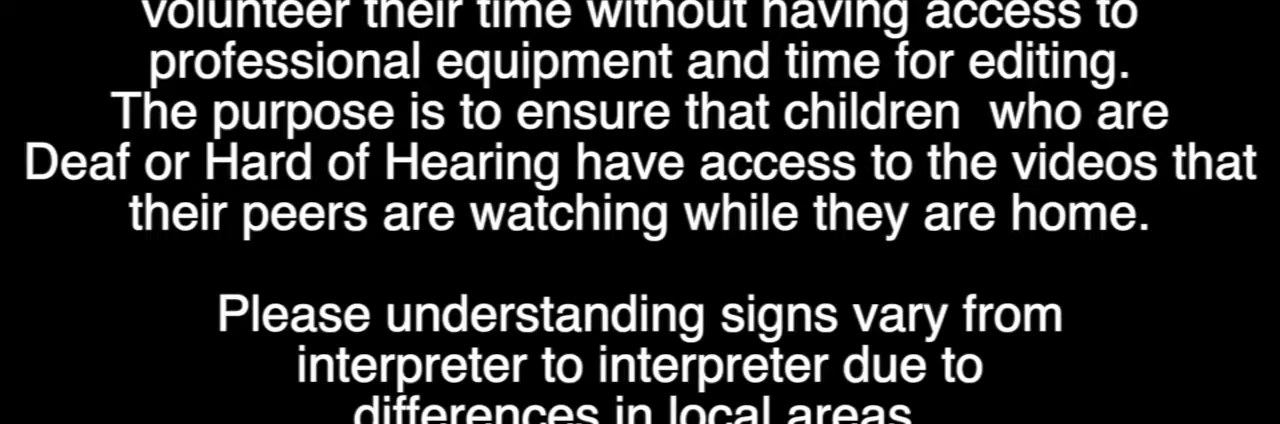 volunteer their time without having access to
professional equipment and time for editing.
The purpose is to ensure that children  who are
Deaf or Hard of Hearing have access to the videos that
their peers are watching while they are home.
Please understanding signs vary from
interpreter to interpreter due to
differences in local areas